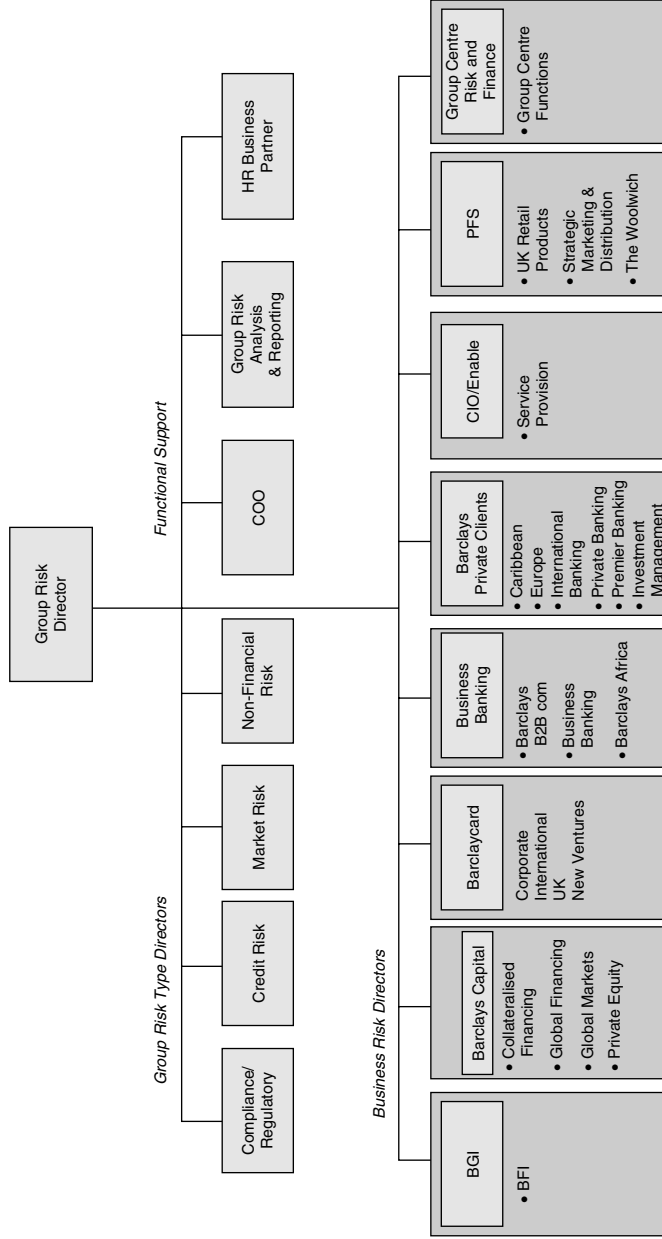 Group Risk
Director
Group Risk Type Directors
Functional Support
Compliance/
Regulatory
Credit Risk
Market Risk
Non-Financial
Risk
COO
Group Risk
Analysis
& Reporting
HR Business
Partner
Business Risk Directors
BGI
• BFI
Barclays Capital
• Collateralised
Financing
• Global Financing
• Global Markets
• Private Equity
Barclaycard
Corporate
International
UK
New Ventures
Business
Banking
• Barclays
B2B com
• Business
Banking
• Barclays Africa
Barclays
Private Clients
• Caribbean
• Europe
• International
Banking
• Private Banking
• Premier Banking
• Investment
Management
CIO/Enable
• Service
Provision
PFS
• UK Retail
Products
• Strategic
Marketing &
Distribution
• The Woolwich
Group Centre
Risk and
Finance
• Group Centre
Functions